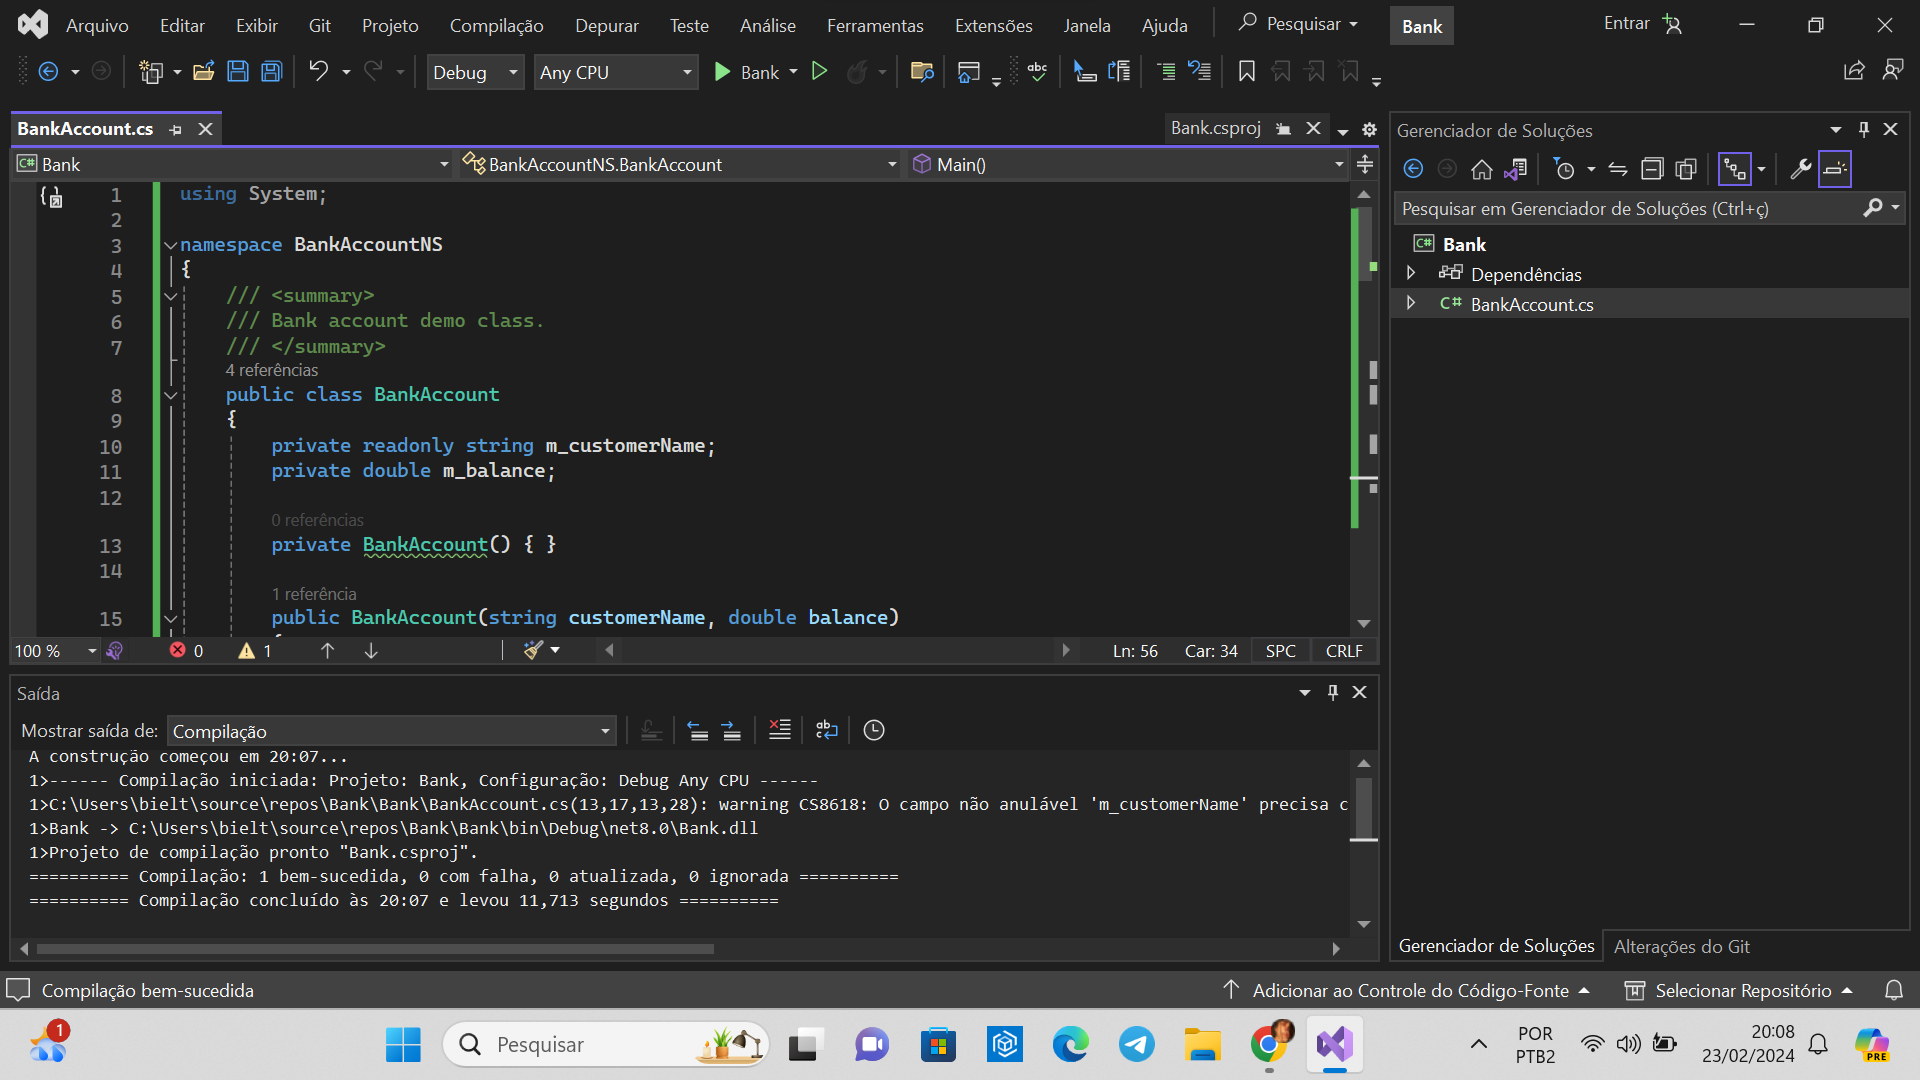 Arquivo Editar Exibir Git Projeto Compilação Depurar Teste Análise Ferramentas Extensões Janela Ajuda Pesquisar Bank Entrar
Debug Any CPU Bank
BankAccount.cs
Bank.csproj
Bank BankAccountNS.BankAccount Main()
1 using System;
2
3 namespace BankAccountNS
4 {
5 /// <summary>
6 /// Bank account demo class.
7 /// </summary>
4 referências
8 public class BankAccount
9 {
10 private readonly string m_customerName;
11 private double m_balance;
12
0 referências
13 private BankAccount() { }
14
1 referência
15 public BankAccount(string customerName, double balance)
100 % 0 1 Ln: 56 Car: 34 SPC CRLF
Saída
Mostrar saída de: Compilação
A construção começou em 20:07...
1>------ Compilação iniciada: Projeto: Bank, Configuração: Debug Any CPU ------
1>C:\Users\bielt\source\repos\Bank\Bank\BankAccount.cs(13,17,13,28): warning CS8618: O campo não anulável 'm_customerName' precisa c
1>Bank -> C:\Users\bielt\source\repos\Bank\Bank\bin\Debug\net8.0\Bank.dll
1>Projeto de compilação pronto "Bank.csproj".
========== Compilação: 1 bem-sucedida, 0 com falha, 0 atualizada, 0 ignorada ==========
========== Compilação concluído às 20:07 e levou 11,713 segundos ==========
Gerenciador de Soluções
Pesquisar em Gerenciador de Soluções (Ctrl+ç)
Bank
Dependências
C# BankAccount.cs
Gerenciador de Soluções Alterações do Git
Compilação bem-sucedida Adicionar ao Controle do Código-Fonte Selecionar Repositório
1
Pesquisar
POR
PTB2
20:08
23/02/2024
PRE